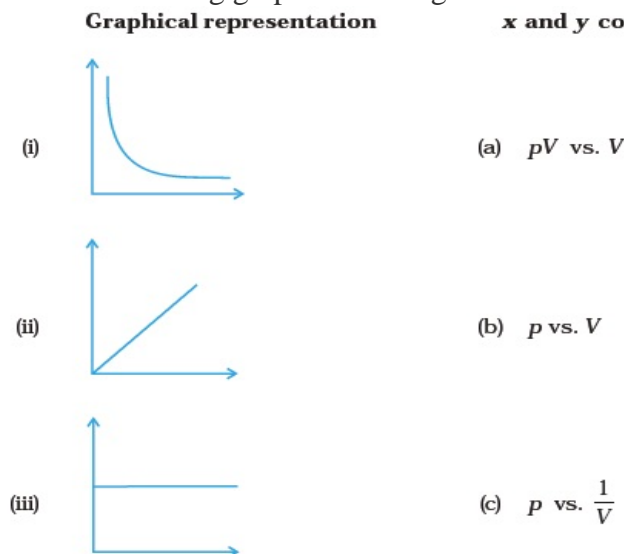 Graphical representation x and y co
(i) (a) pV vs. V
(ii) (b) p vs. V
(iii) (c) p vs. 1/V